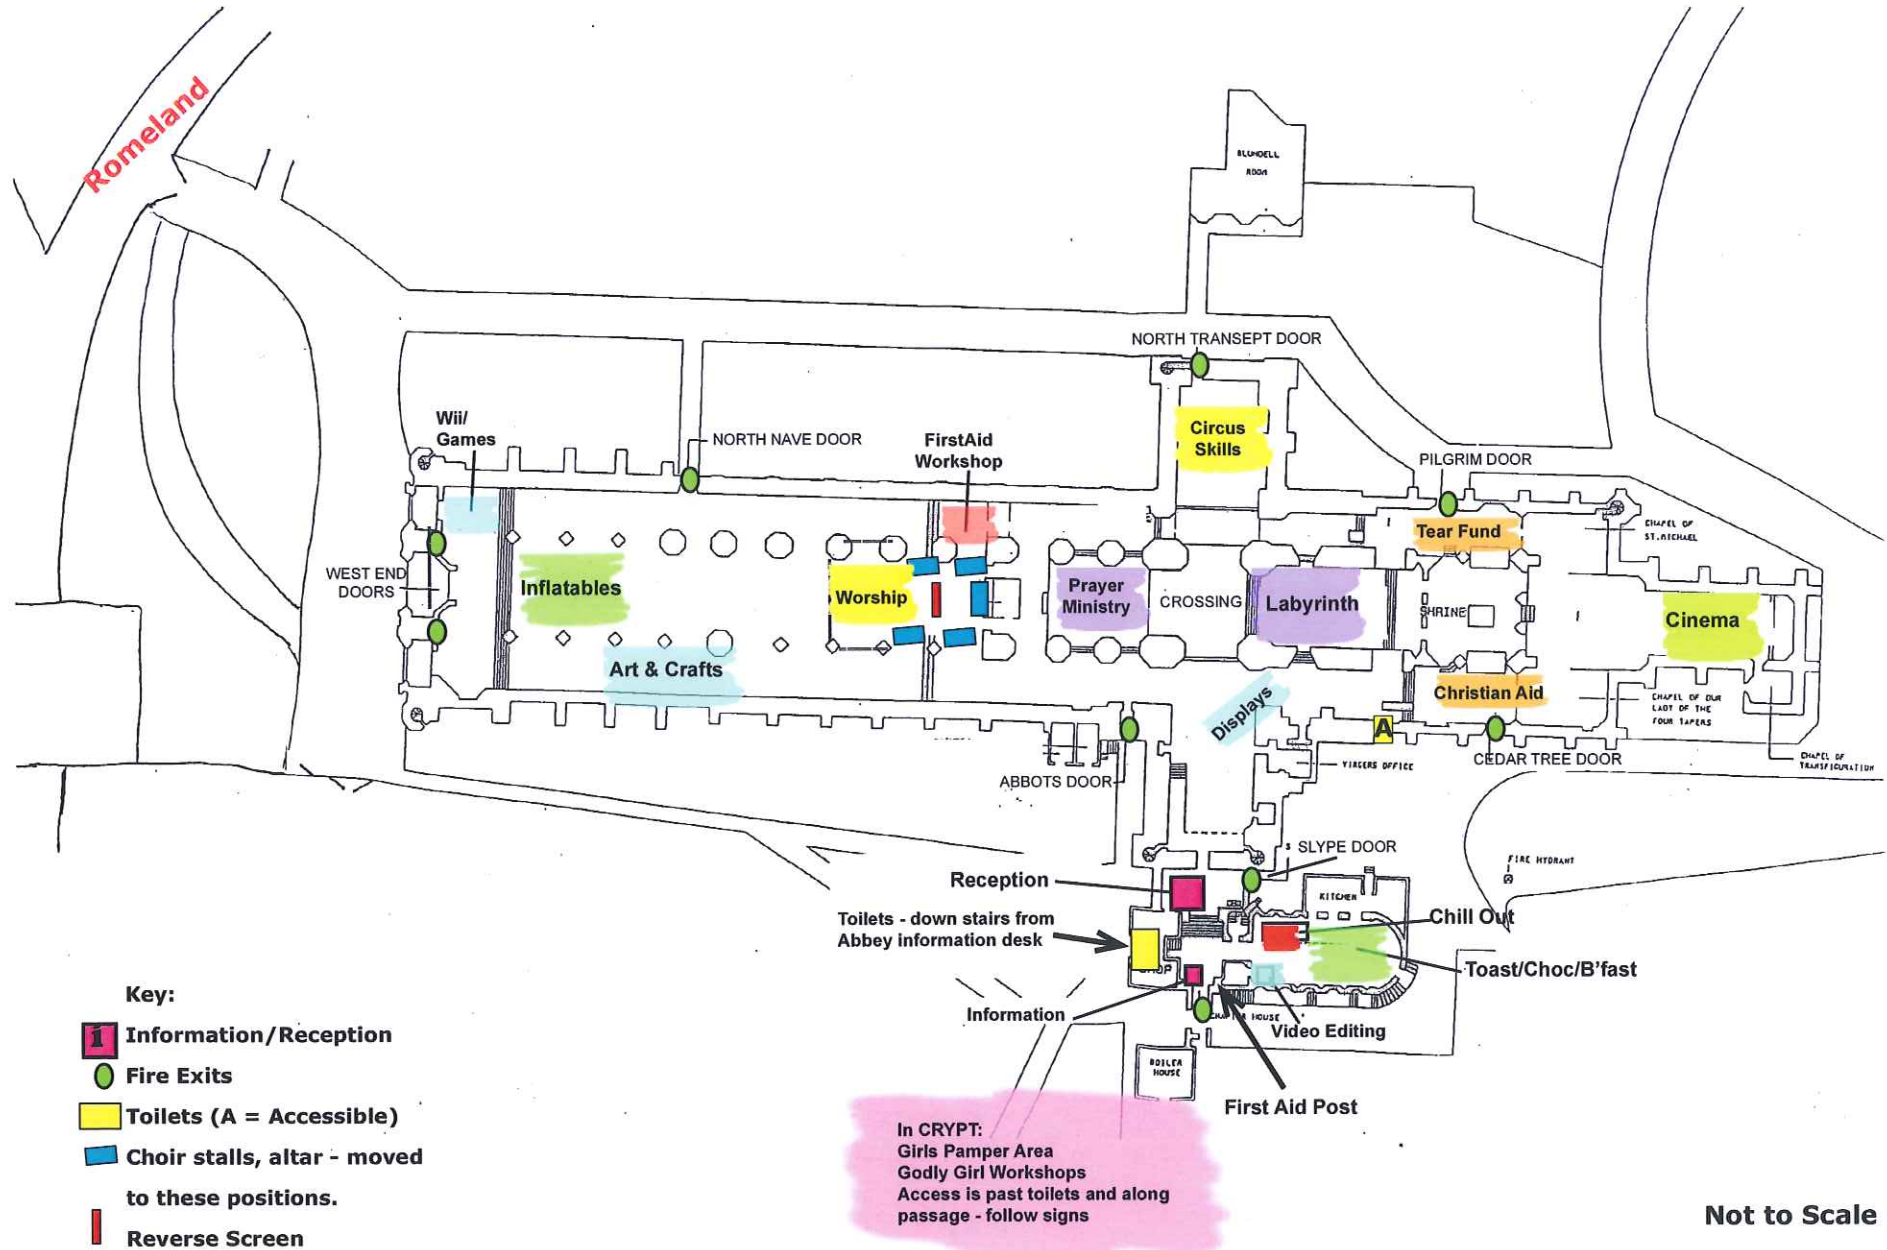 Romeland
BLUNDELL
ROOM
NORTH TRANSEPT DOOR
Wii/
Games
NORTH NAVE DOOR
FirstAid
Workshop
Circus
Skills
PILGRIM DOOR
Tear Fund
CHAPEL OF
ST.MICHAEL
WEST END
DOORS
Inflatables
Worship
Prayer
Ministry
CROSSING
Labyrinth
SHRINE
Cinema
Art & Crafts
Displays
Christian Aid
CHAPEL OF OUR
LADY OF THE
FOUR TAPERS
A
CEDAR TREE DOOR
CHAPEL OF
TRANSFIGURATION
VIRGERS OFFICE
ABBOTS DOOR
SLYPE DOOR
FIRE HYDRANT
Reception
KITCHEN
Chill Out
Toilets - down stairs from
Abbey information desk
SHOP
Toast/Choc/B'fast
Information
CHAPTER HOUSE
Video Editing
BOILER
HOUSE
First Aid Post
Key:
i Information/Reception
Fire Exits
Toilets (A = Accessible)
Choir stalls, altar - moved
to these positions.
Reverse Screen
In CRYPT:
Girls Pamper Area
Godly Girl Workshops
Access is past toilets and along
passage - follow signs
Not to Scale